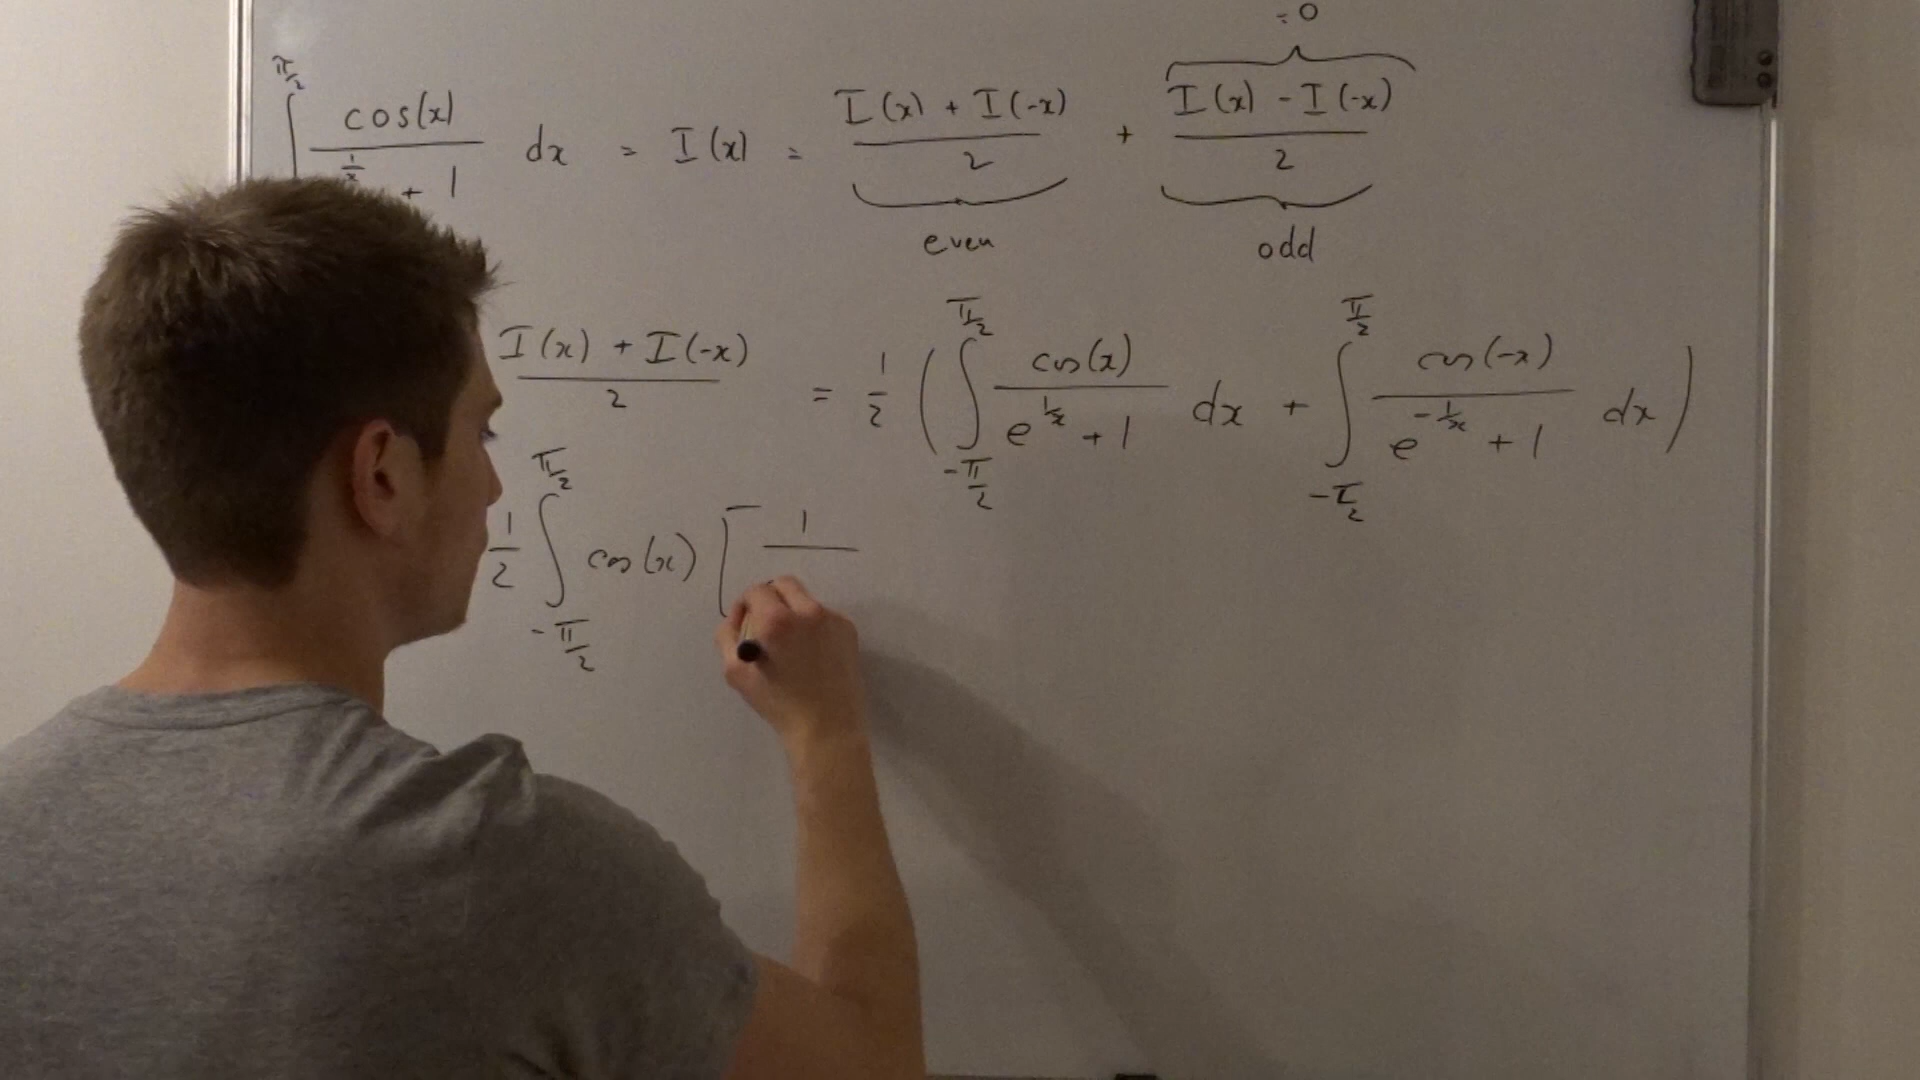 = 0
∫ π/2 cos(x) / 1/x + 1 dx = I(x) = I(x) + I(-x) / 2 + I(x) - I(-x) / 2
even odd
I(x) + I(-x) / 2 = 1/2 ( ∫ -π/2 π/2 cos(x) / e^1/x + 1 dx + ∫ -π/2 π/2 cos(-x) / e^-1/x + 1 dx )
1/2 ∫ -π/2 π/2 cos(x) [ 1 /